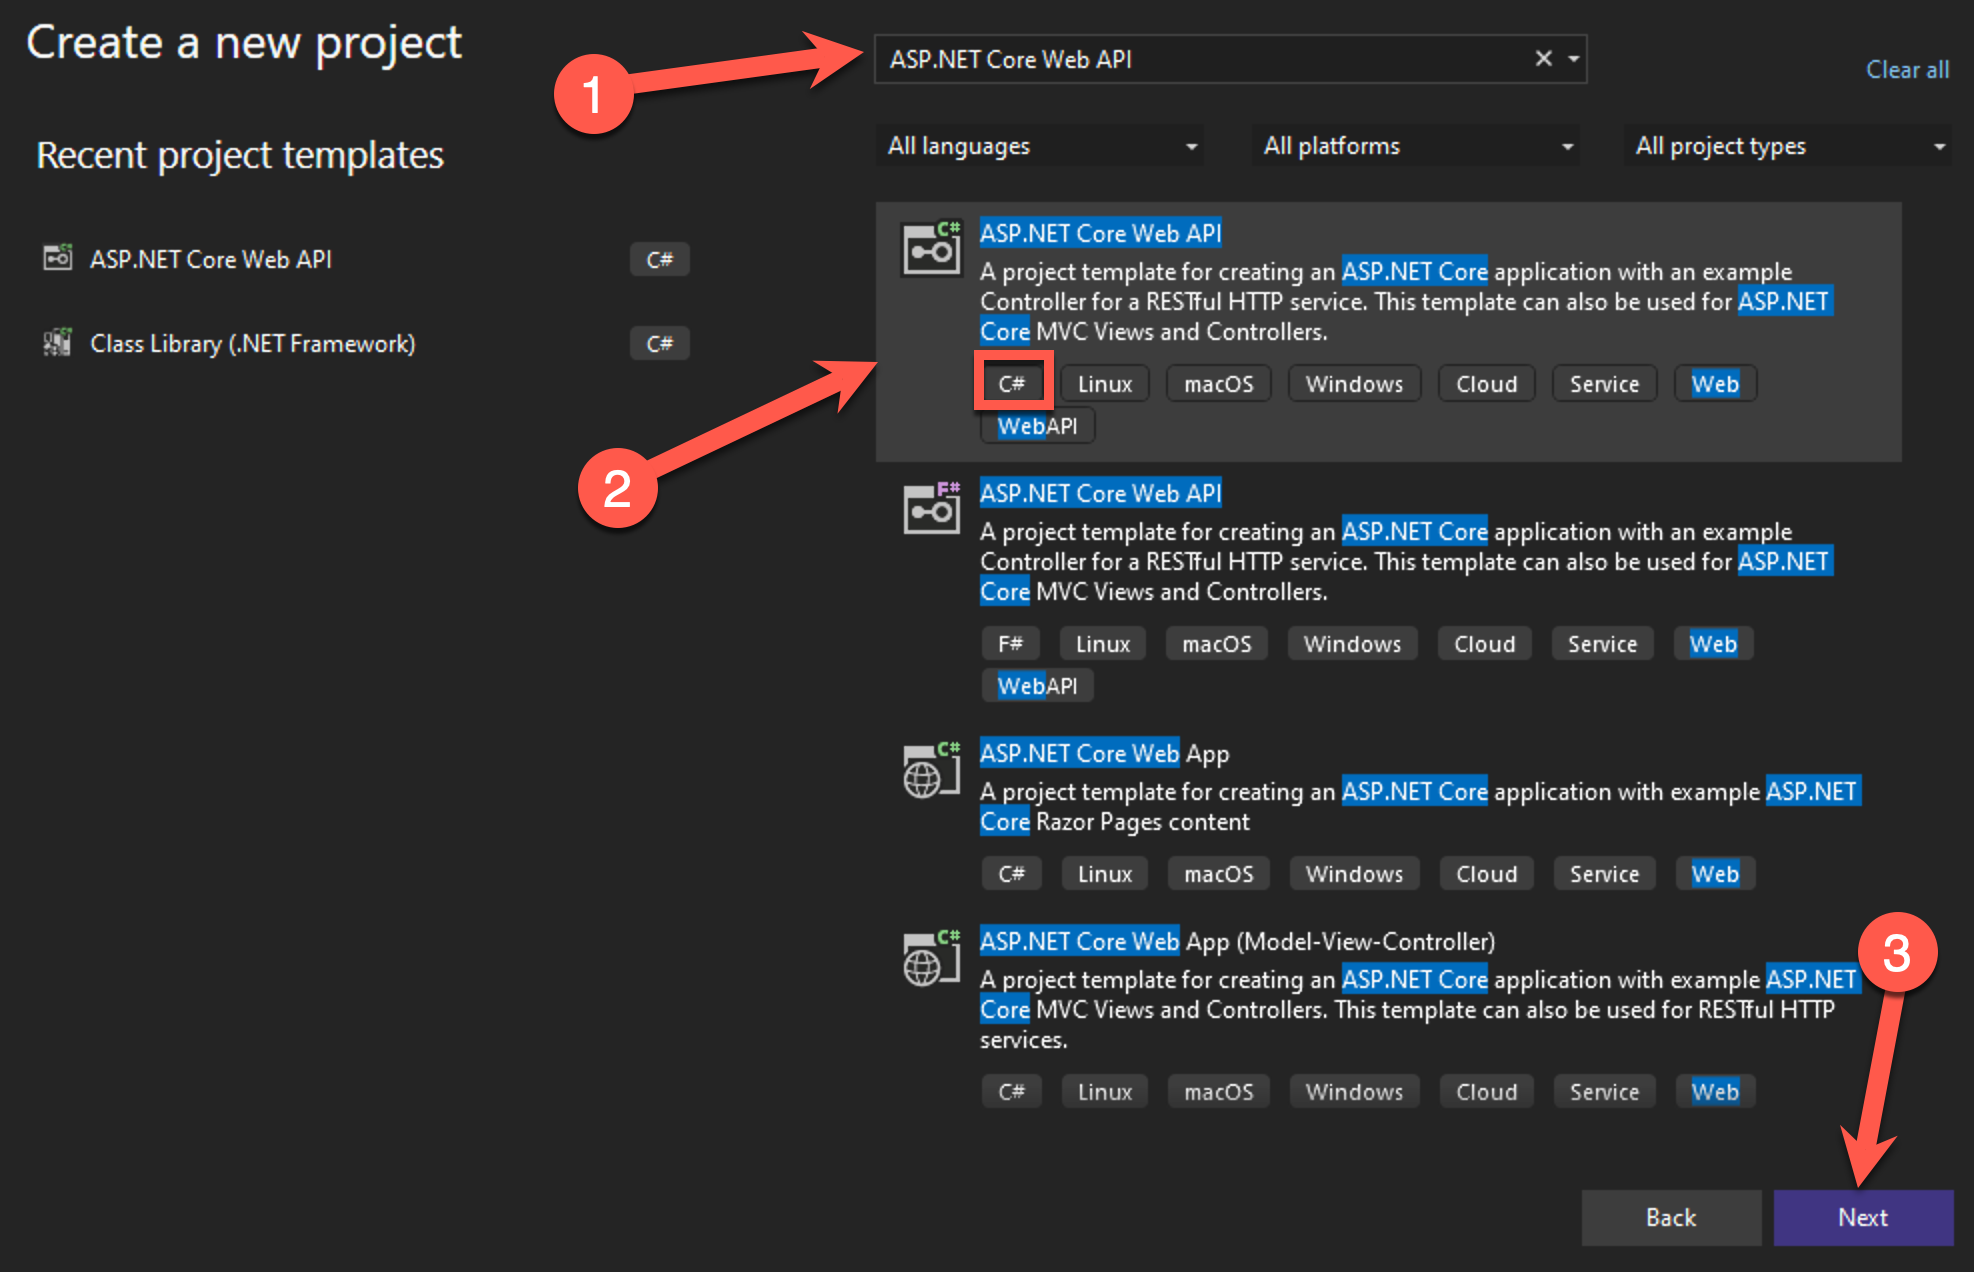 Create a new project
1
ASP.NET Core Web API
Clear all
Recent project templates
All languages
All platforms
All project types
ASP.NET Core Web API
C#
Class Library (.NET Framework)
C#
2
C#
ASP.NET Core Web API
A project template for creating an ASP.NET Core application with an example
Controller for a RESTful HTTP service. This template can also be used for ASP.NET
Core MVC Views and Controllers.
C# Linux macOS Windows Cloud Service Web
WebAPI
F#
ASP.NET Core Web API
A project template for creating an ASP.NET Core application with an example
Controller for a RESTful HTTP service. This template can also be used for ASP.NET
Core MVC Views and Controllers.
F# Linux macOS Windows Cloud Service Web
WebAPI
C#
ASP.NET Core Web App
A project template for creating an ASP.NET Core application with example ASP.NET
Core Razor Pages content
C# Linux macOS Windows Cloud Service Web
C#
ASP.NET Core Web App (Model-View-Controller)
A project template for creating an ASP.NET Core application with example ASP.NET
Core MVC Views and Controllers. This template can also be used for RESTful HTTP
services.
C# Linux macOS Windows Cloud Service Web
3
Back
Next